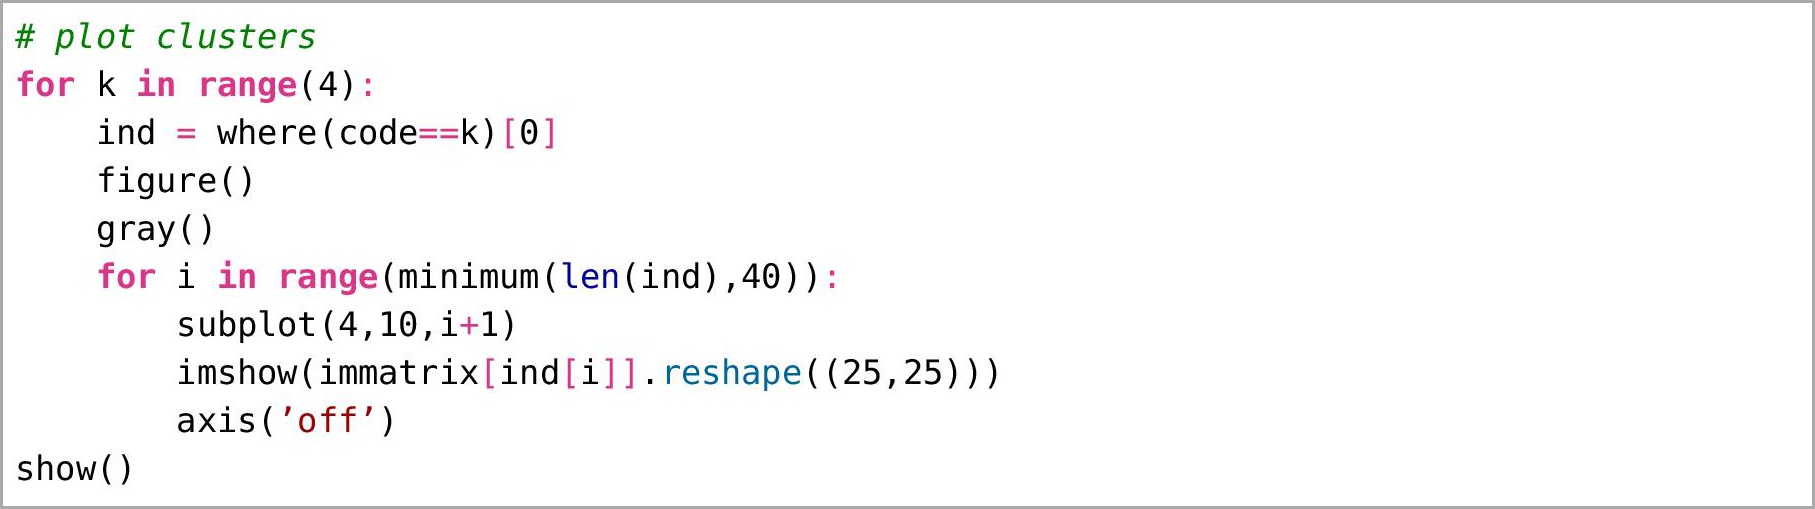 # plot clusters
for k in range(4):
    ind = where(code==k)[0]
    figure()
    gray()
    for i in range(minimum(len(ind),40)):
        subplot(4,10,i+1)
        imshow(immatrix[ind[i]].reshape((25,25)))
        axis(’off’)
show()